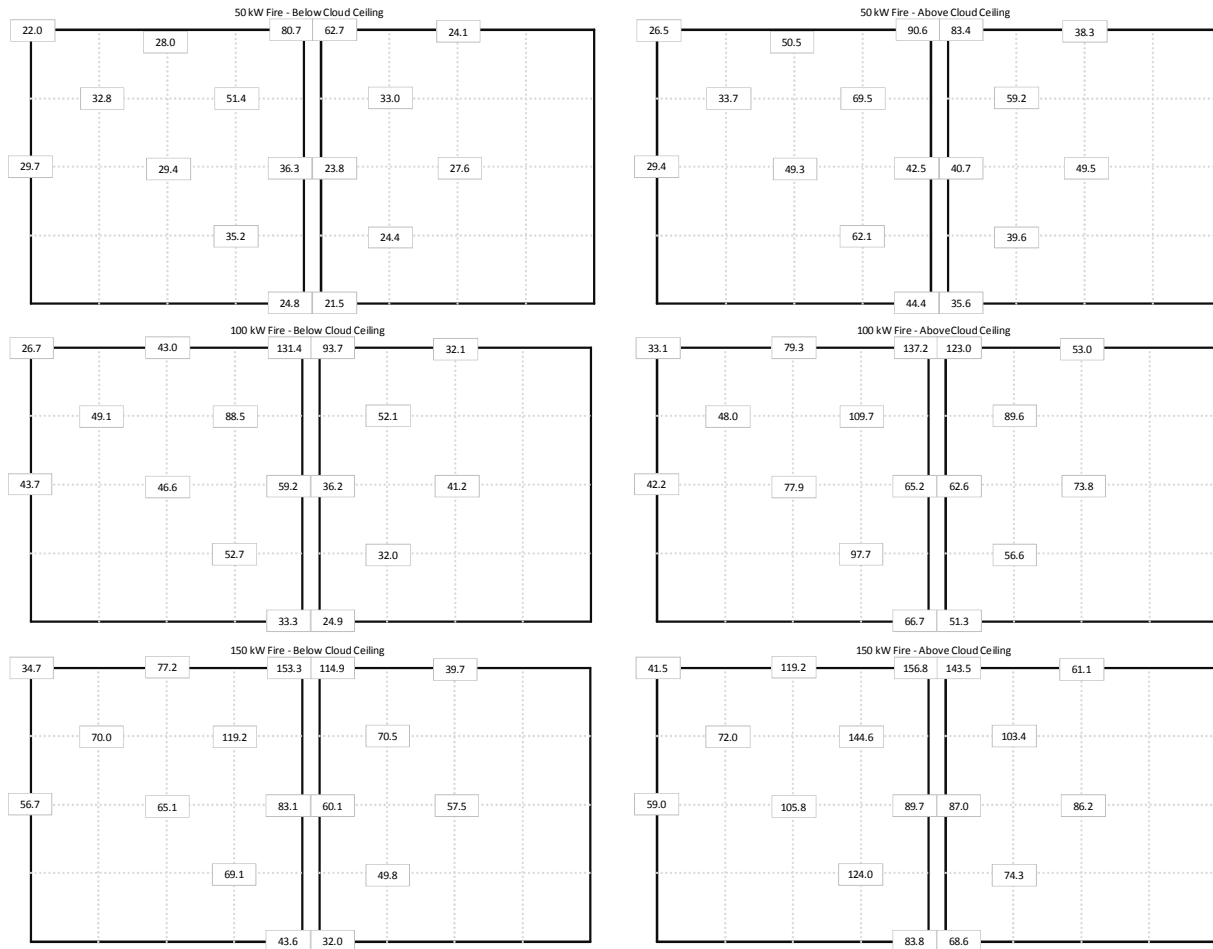 50 kW Fire - Below Cloud Ceiling
22.0 80.7 62.7 24.1
28.0
32.8 51.4 33.0
29.7 29.4 36.3 23.8 27.6
35.2 24.4
24.8 21.5
50 kW Fire - Above Cloud Ceiling
26.5 90.6 83.4 38.3
50.5
33.7 69.5 59.2
29.4 49.3 42.5 40.7 49.5
62.1 39.6
44.4 35.6
100 kW Fire - Below Cloud Ceiling
26.7 43.0 131.4 93.7 32.1
49.1 88.5 52.1
43.7 46.6 59.2 36.2 41.2
52.7 32.0
33.3 24.9
100 kW Fire - AboveCloud Ceiling
33.1 79.3 137.2 123.0 53.0
48.0 109.7 89.6
42.2 77.9 65.2 62.6 73.8
97.7 56.6
66.7 51.3
150 kW Fire - Below Cloud Ceiling
34.7 77.2 153.3 114.9 39.7
70.0 119.2 70.5
56.7 65.1 83.1 60.1 57.5
69.1 49.8
43.6 32.0
150 kW Fire - Above Cloud Ceiling
41.5 119.2 156.8 143.5 61.1
72.0 144.6 103.4
59.0 105.8 89.7 87.0 86.2
124.0 74.3
83.8 68.6